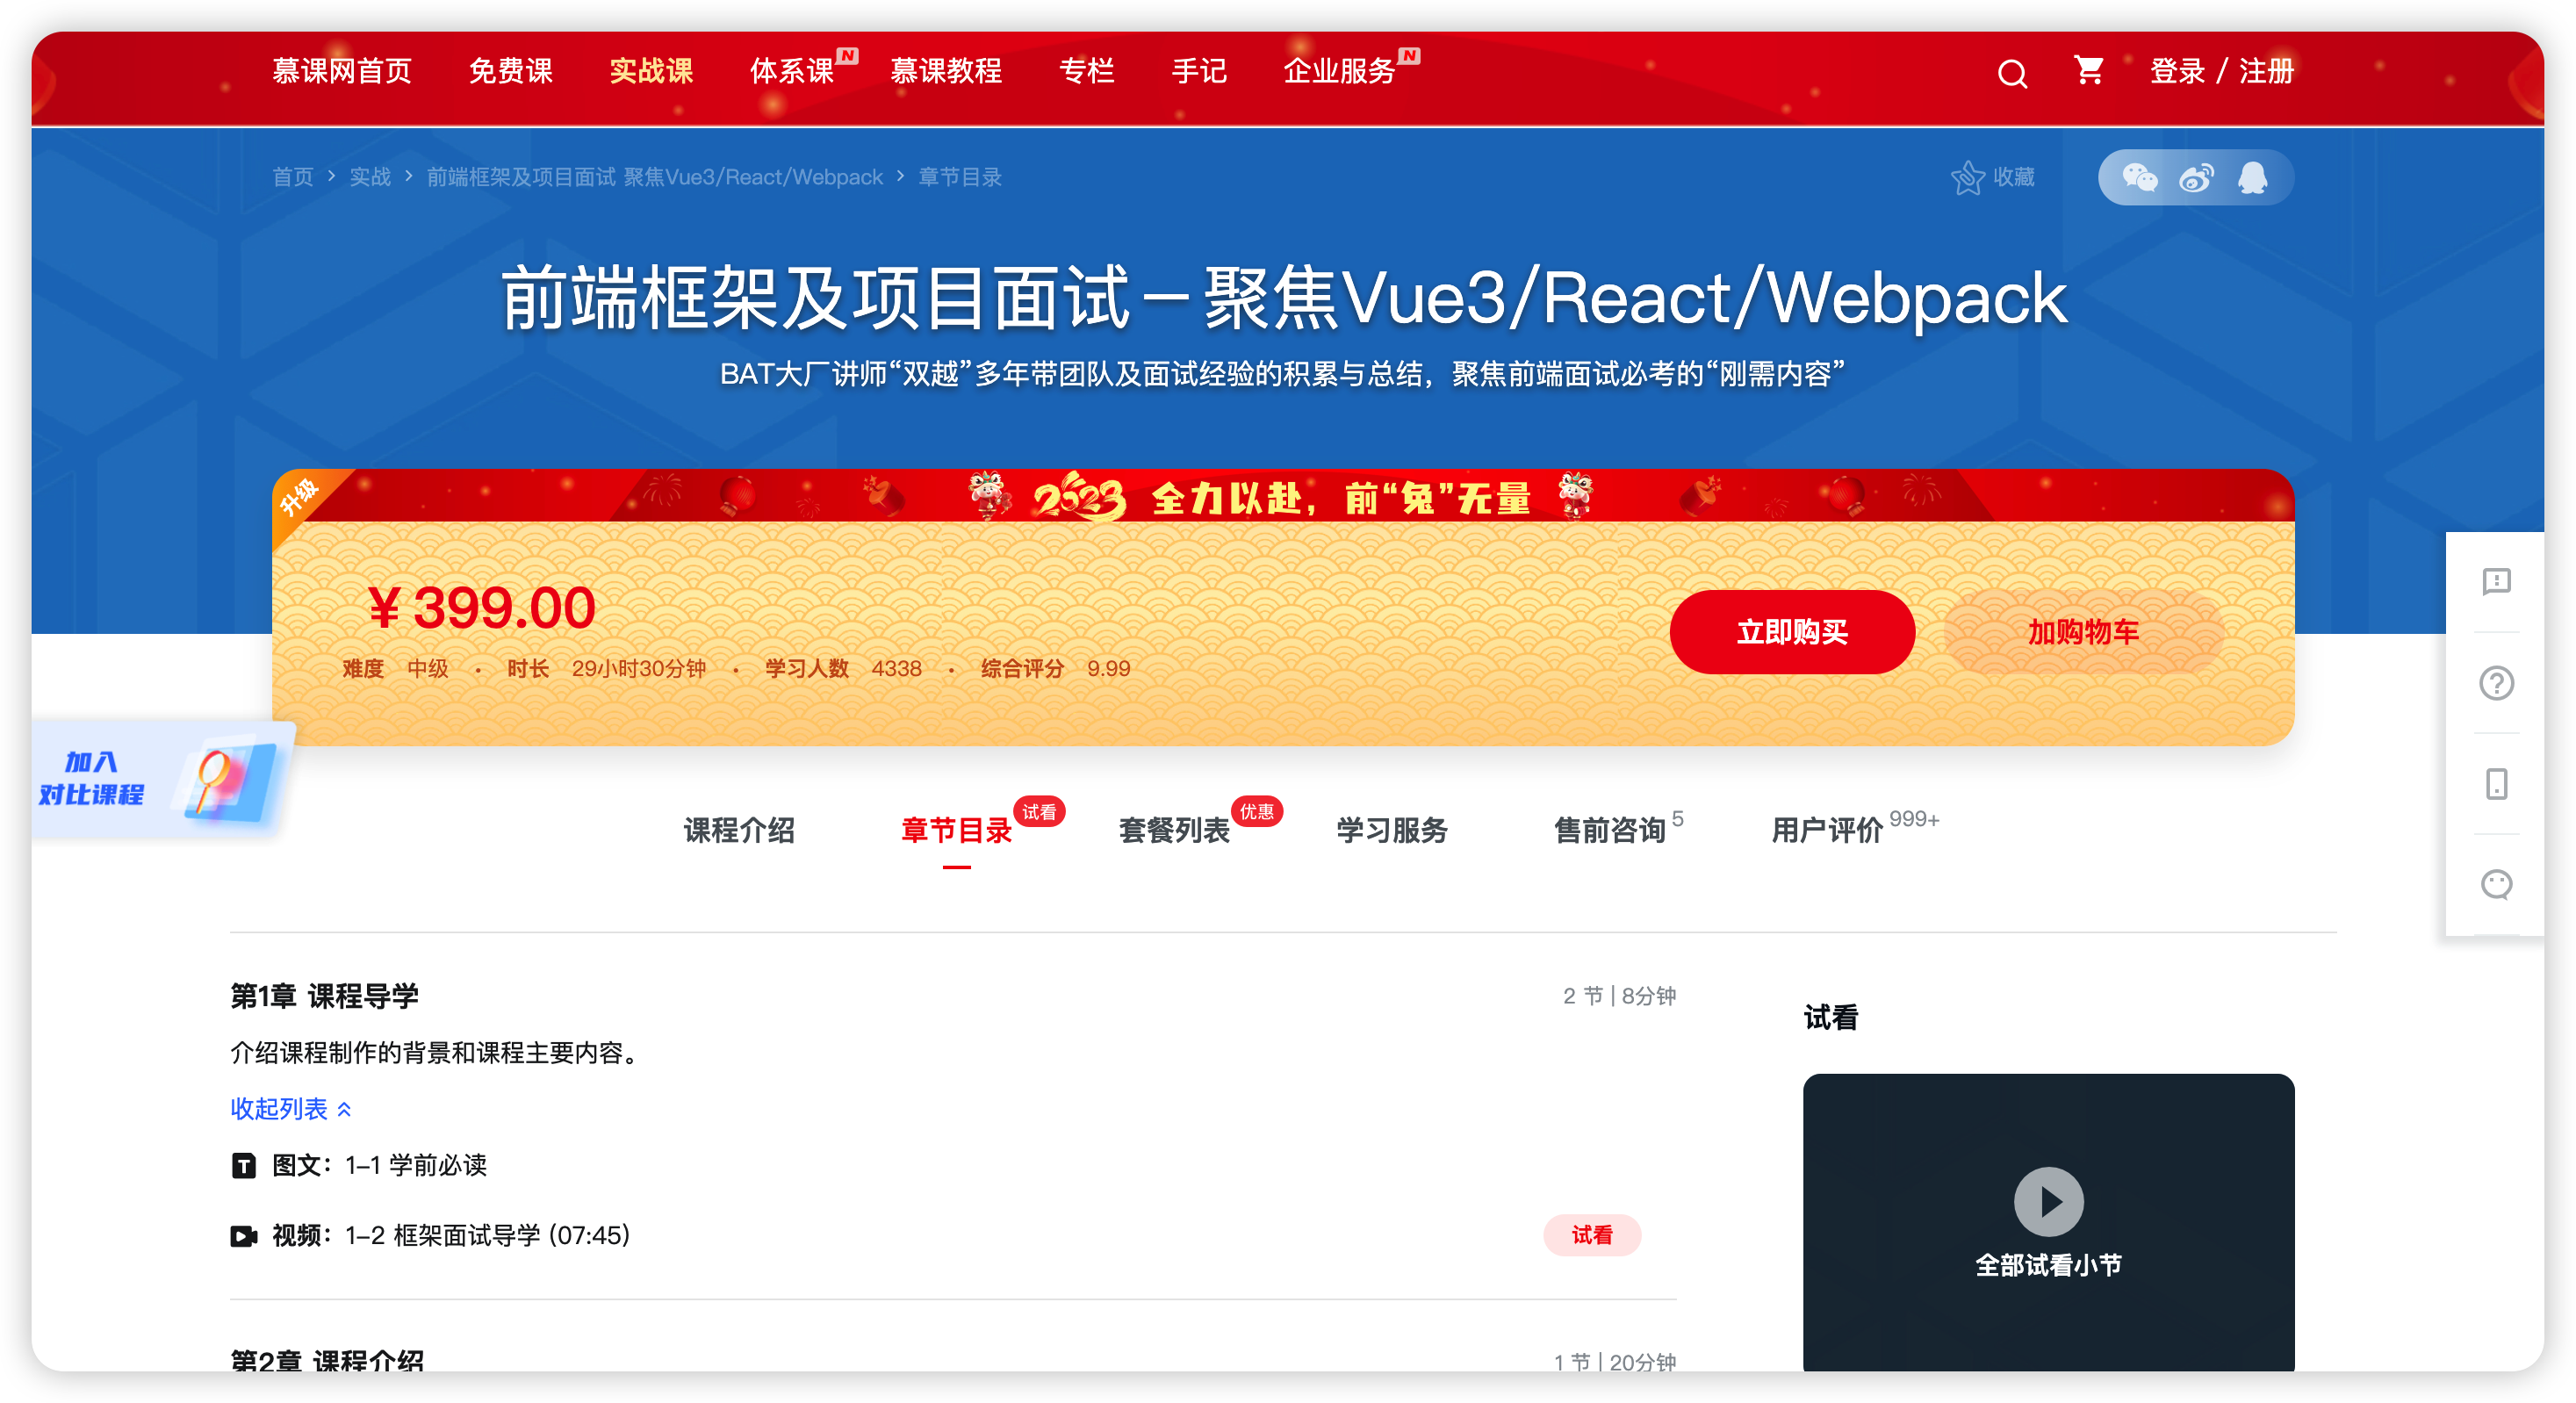 慕课网首页 免费课 实战课 体系课 N 慕课教程 专栏 手记 企业服务 N 登录 / 注册
首页 > 实战 > 前端框架及项目面试 聚焦Vue3/React/Webpack > 章节目录 收藏
前端框架及项目面试－聚焦Vue3/React/Webpack
BAT大厂讲师“双越”多年带团队及面试经验的积累与总结，聚焦前端面试必考的“刚需内容”
升级 2023 全力以赴，前“兔”无量
￥399.00
立即购买 加购物车
难度 中级 · 时长 29小时30分钟 · 学习人数 4338 · 综合评分 9.99
加入
对比课程
课程介绍 章节目录 试看 套餐列表 优惠 学习服务 售前咨询 5 用户评价 999+
第1章 课程导学 2 节 | 8分钟
试看
介绍课程制作的背景和课程主要内容。
收起列表
T 图文：1-1 学前必读
视频：1-2 框架面试导学 (07:45) 试看
全部试看小节
第2章 课程介绍 1 节 | 20分钟